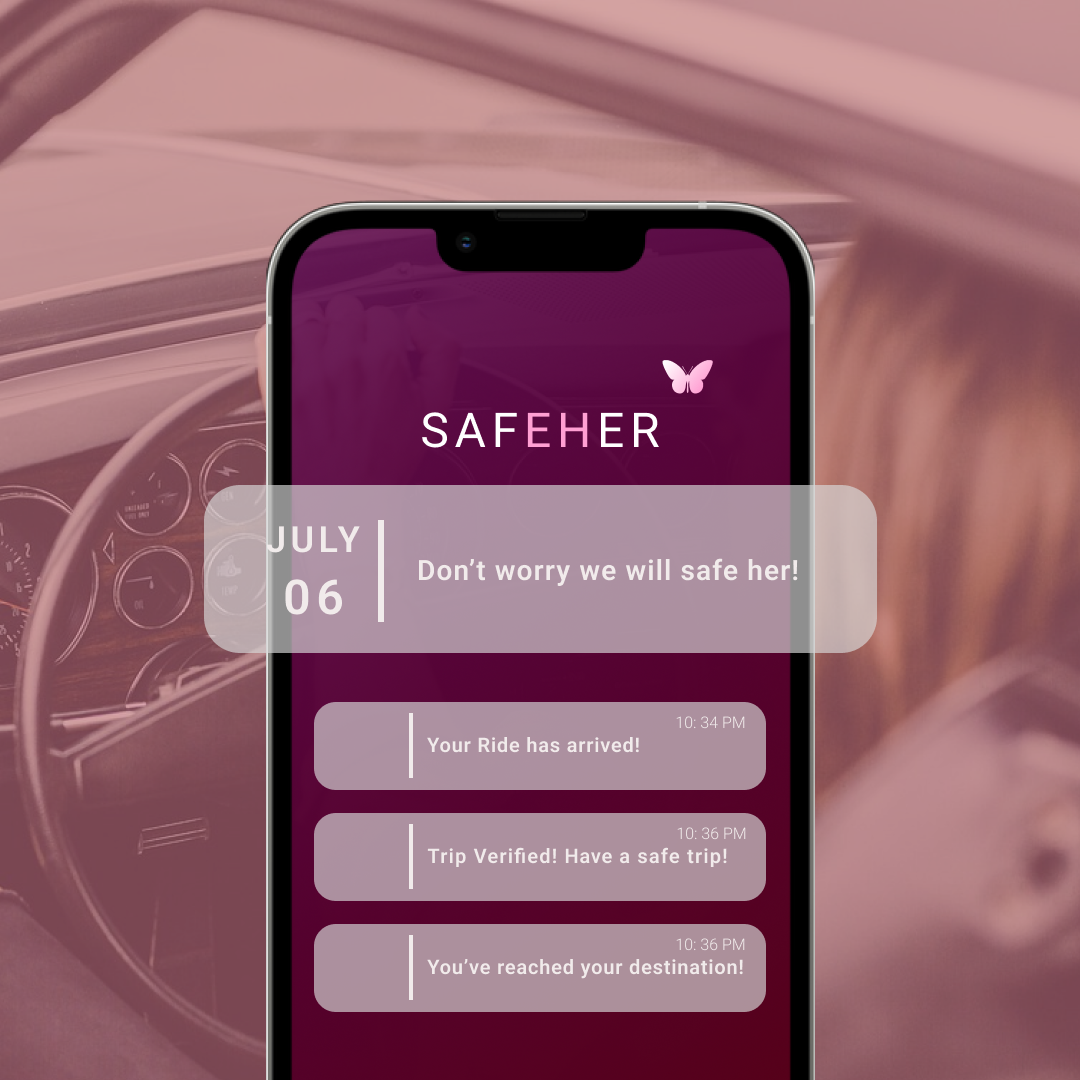 SAFEHER
JULY
06
Don’t worry we will safe her!
10: 34 PM
Your Ride has arrived!
10: 36 PM
Trip Verified! Have a safe trip!
10: 36 PM
You’ve reached your destination!